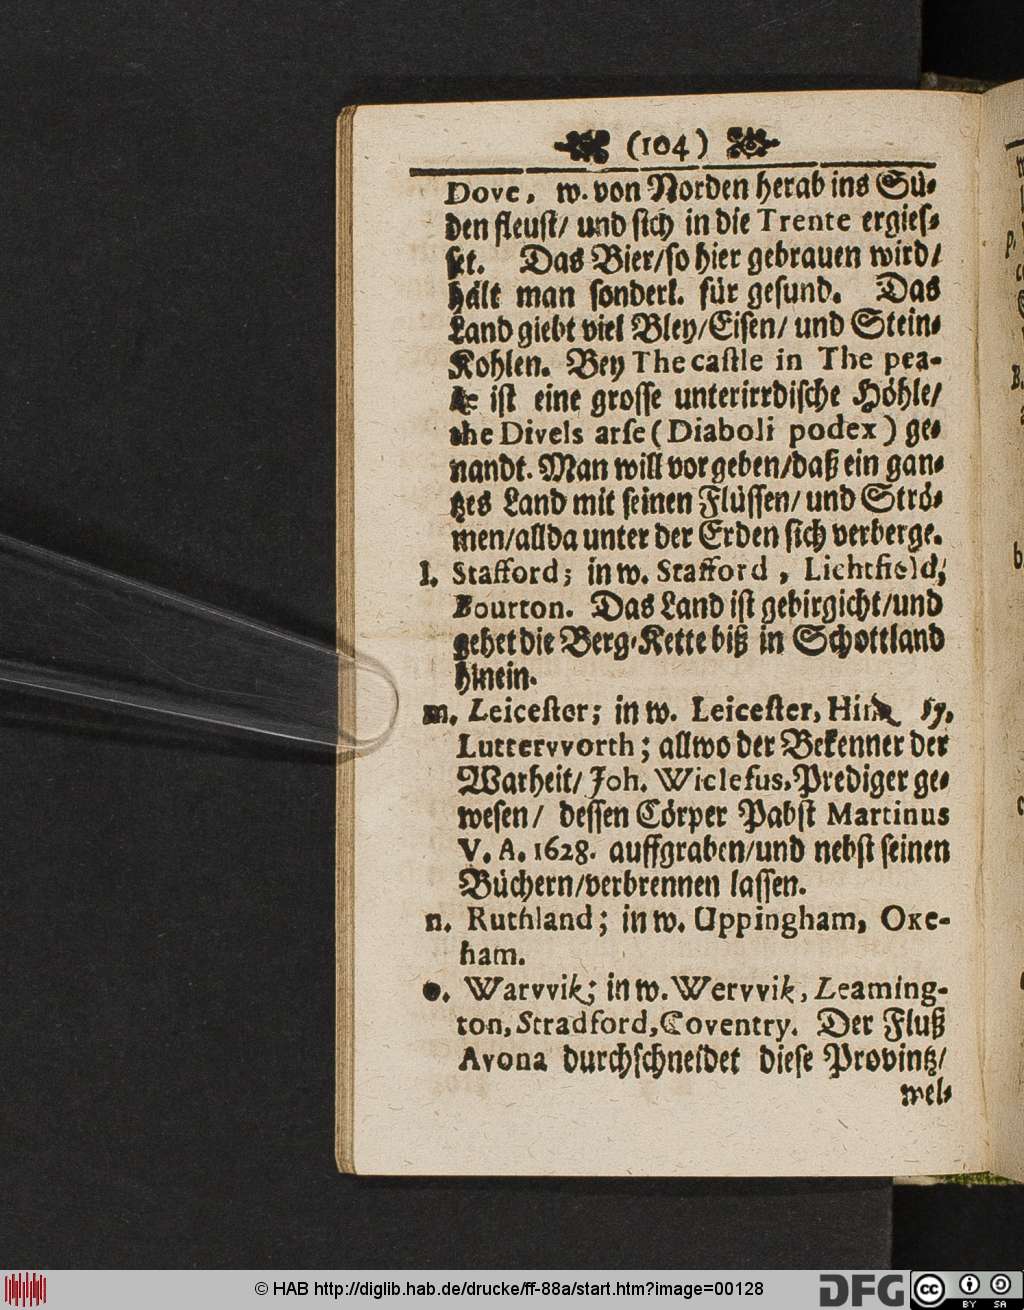 (104)
Dove, w. von Norden herab ins Sü⸗
den fleust/ und sich in die Trente ergies⸗
set. Das Bier/so hier gebrauen wird/
hält man sonderl. für gesund. Das
Land giebt viel Bley/Eisen/ und Stein⸗
Kohlen. Bey The castle in The pea-
ist eine grosse unterirrdische Höhle/
the Divels arse (Diaboli podex) ge⸗
nandt. Man will vorgeben/daß ein gan⸗
tzes Land mit seinen Flüssen/ und Strö⸗
men/allda unter der Erden sich verberge.
l. Stafford; in w. Stafford, Lichtfield,
Bourton. Das Land ist gebirgicht/und
gehet die Berg⸗Kette biß in Schottland
hinein.
m. Leicester; in w. Leicester,
Luttervvorth; allwo der Bekenner der
Warheit/ Joh. Wiclefus, Prediger ge⸗
wesen/ dessen Cörper Pabst Martinus
V. A. 1628. auffgraben/und nebst seinen
Büchern/verbrennen lassen.
n. Ruthland; in w. Uppingham, Oxe-
ham.
o. Warvvik; in w. Wervvik, Leaming-
ton, Stradford, Coventry. Der Fluß
Avona durchschneidet diese Provintz/
wel⸗
© HAB http://diglib.hab.de/drucke/ff-88a/start.htm?image=00128
DFG
cc
BY SA